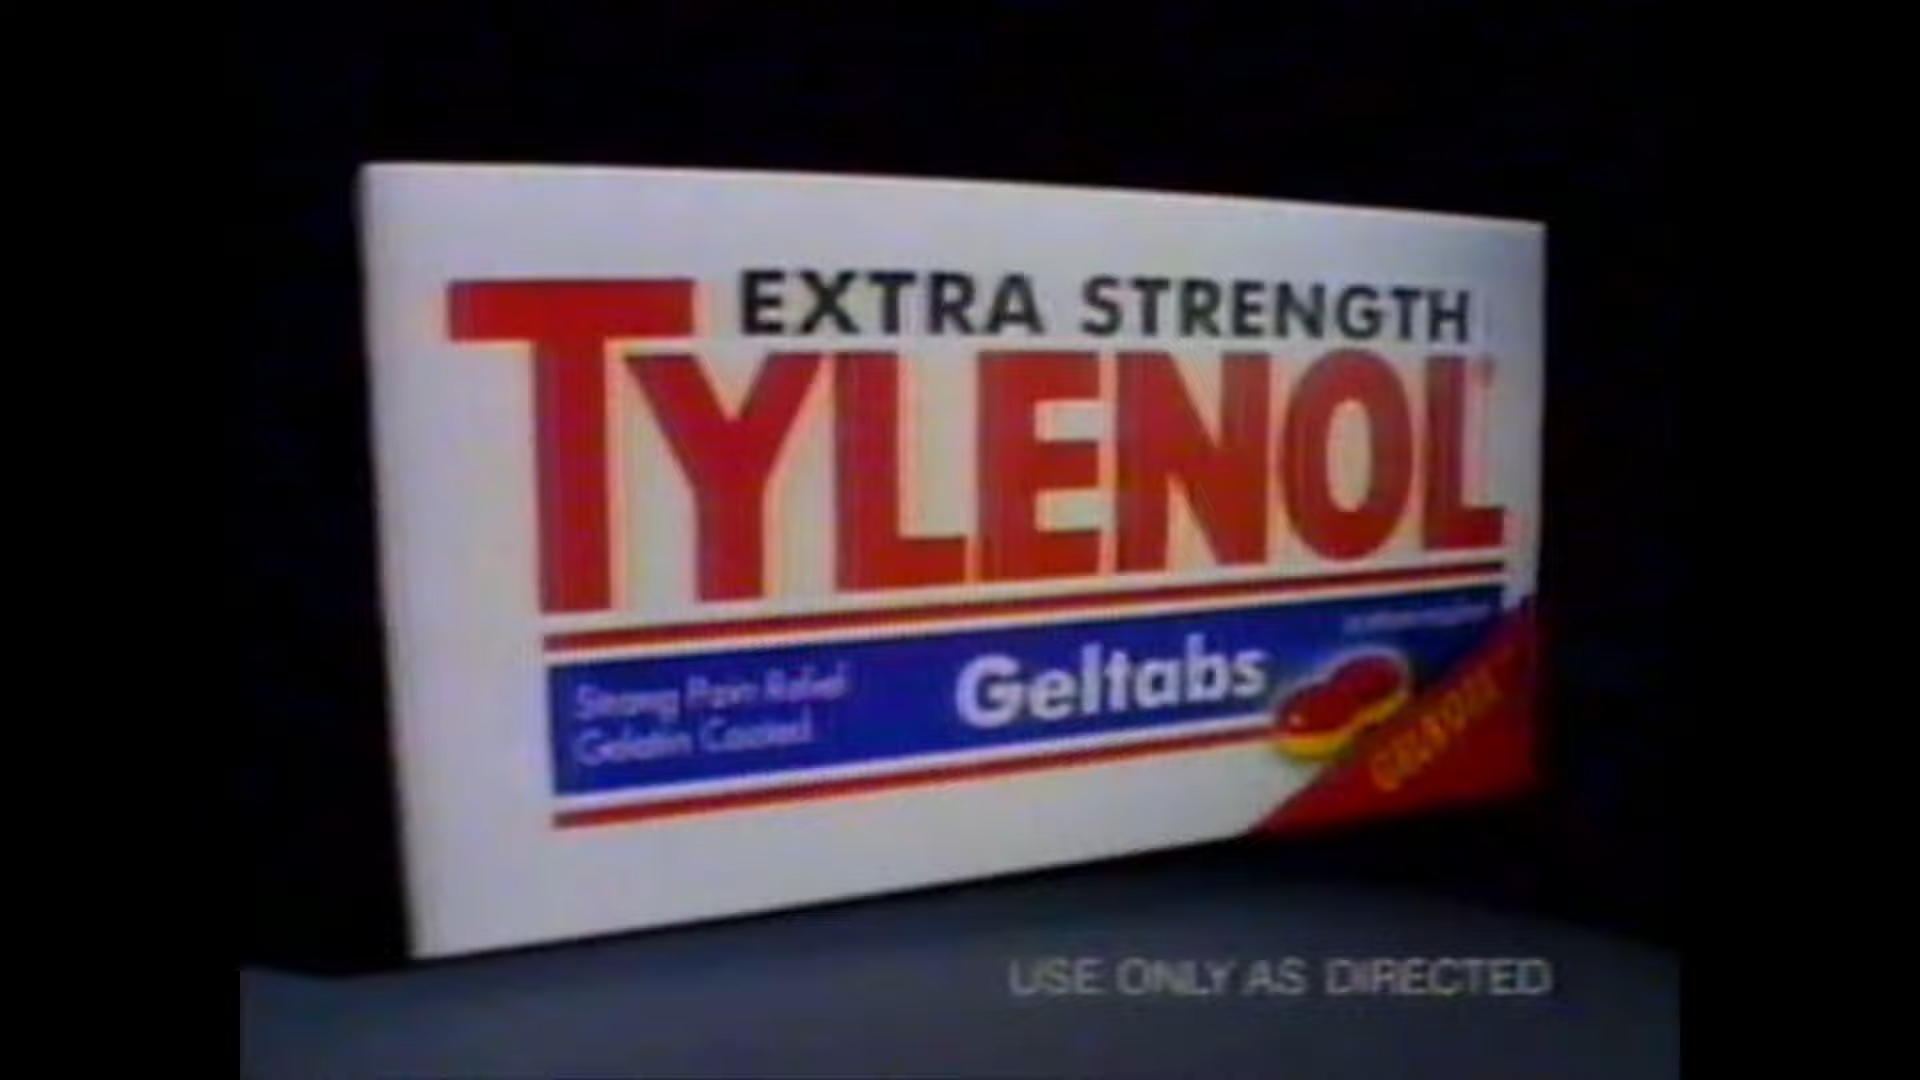 EXTRA STRENGTH
TYLENOL
Geltabs
Strong Pain Relief
Gelatin Coated
USE ONLY AS DIRECTED